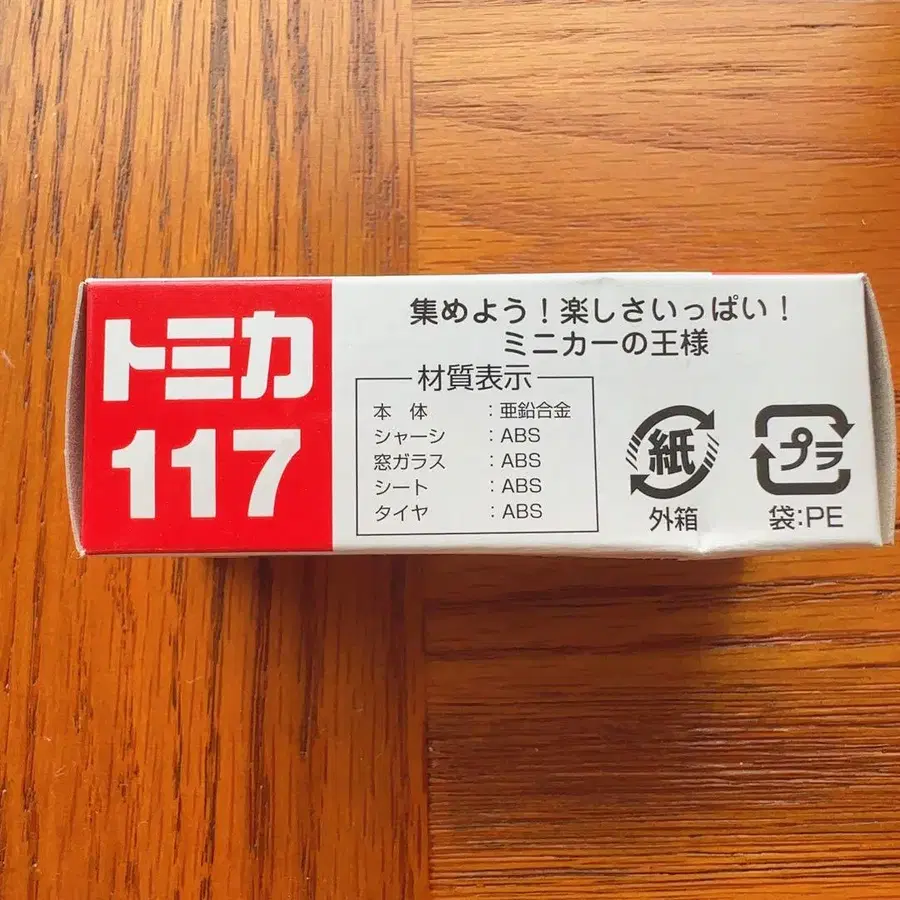 トミカ
117
集めよう!楽しさいっぱい!
ミニカーの王様
材質表示
本 体 :亜鉛合金
シャーシ :ABS
窓ガラス :ABS
シート :ABS
タイヤ :ABS
紙
外箱
プラ
袋:PE